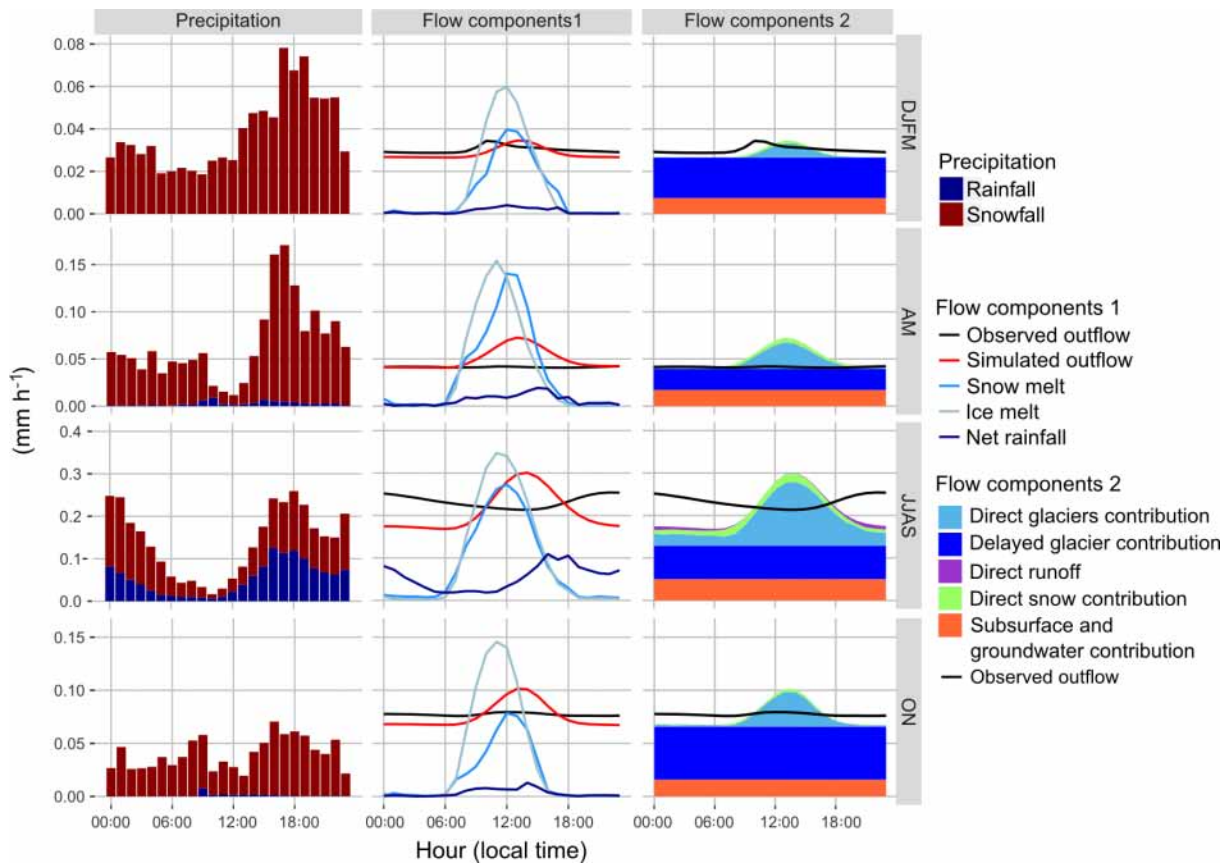 Precipitation
Flow components1
Flow components 2
0.08
0.06
0.04
0.02
0.00
DJFM
0.15
0.10
0.05
0.00
AM
0.4
0.3
0.2
0.1
0.0
JJAS
0.15
0.10
0.05
0.00
ON
(mm h⁻¹)
00:00 06:00 12:00 18:00
00:00 06:00 12:00 18:00
00:00 06:00 12:00 18:00
Hour (local time)
Precipitation
Rainfall
Snowfall
Flow components 1
Observed outflow
Simulated outflow
Snow melt
Ice melt
Net rainfall
Flow components 2
Direct glaciers contribution
Delayed glacier contribution
Direct runoff
Direct snow contribution
Subsurface and
groundwater contribution
Observed outflow